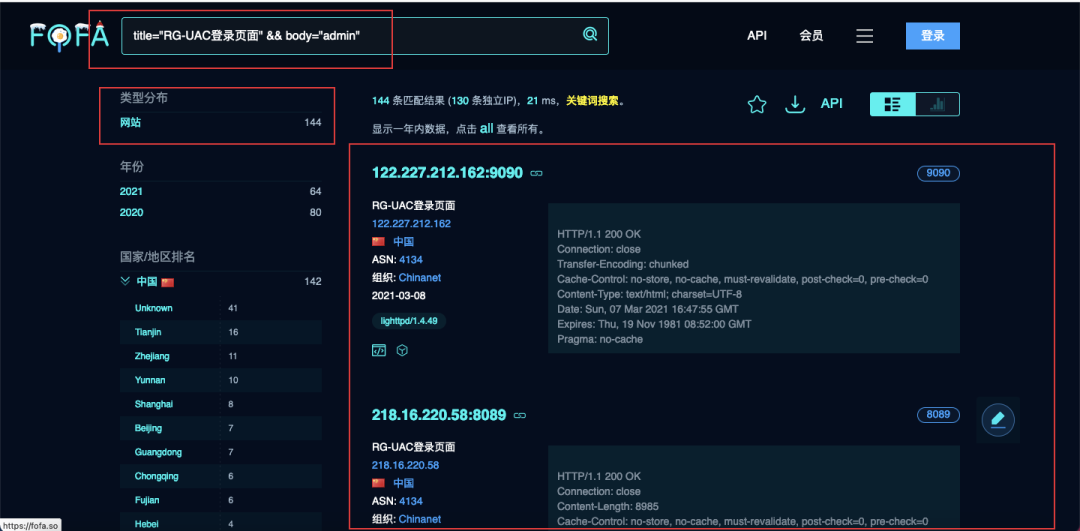 FOFA
title="RG-UAC登录页面" && body="admin"
API
会员
登录
类型分布
网站 144
年份
2021 64
2020 80
国家/地区排名
中国 142
Unknown 41
Tianjin 16
Zhejiang 11
Yunnan 10
Shanghai 8
Beijing 7
Guangdong 7
Chongqing 6
Fujian 6
Hebei 4
https://fofa.so
144 条匹配结果 (130 条独立IP)，21 ms，关键词搜索。
显示一年内数据，点击 all 查看所有。
API
122.227.212.162:9090
9090
RG-UAC登录页面
122.227.212.162
中国
ASN: 4134
组织: Chinanet
2021-03-08
lighttpd/1.4.49
HTTP/1.1 200 OK
Connection: close
Transfer-Encoding: chunked
Cache-Control: no-store, no-cache, must-revalidate, post-check=0, pre-check=0
Content-Type: text/html; charset=UTF-8
Date: Sun, 07 Mar 2021 16:47:55 GMT
Expires: Thu, 19 Nov 1981 08:52:00 GMT
Pragma: no-cache
218.16.220.58:8089
8089
RG-UAC登录页面
218.16.220.58
中国
ASN: 4134
组织: Chinanet
HTTP/1.1 200 OK
Connection: close
Content-Length: 8985
Cache-Control: no-store, no-cache, must-revalidate, post-check=0, pre-check=0